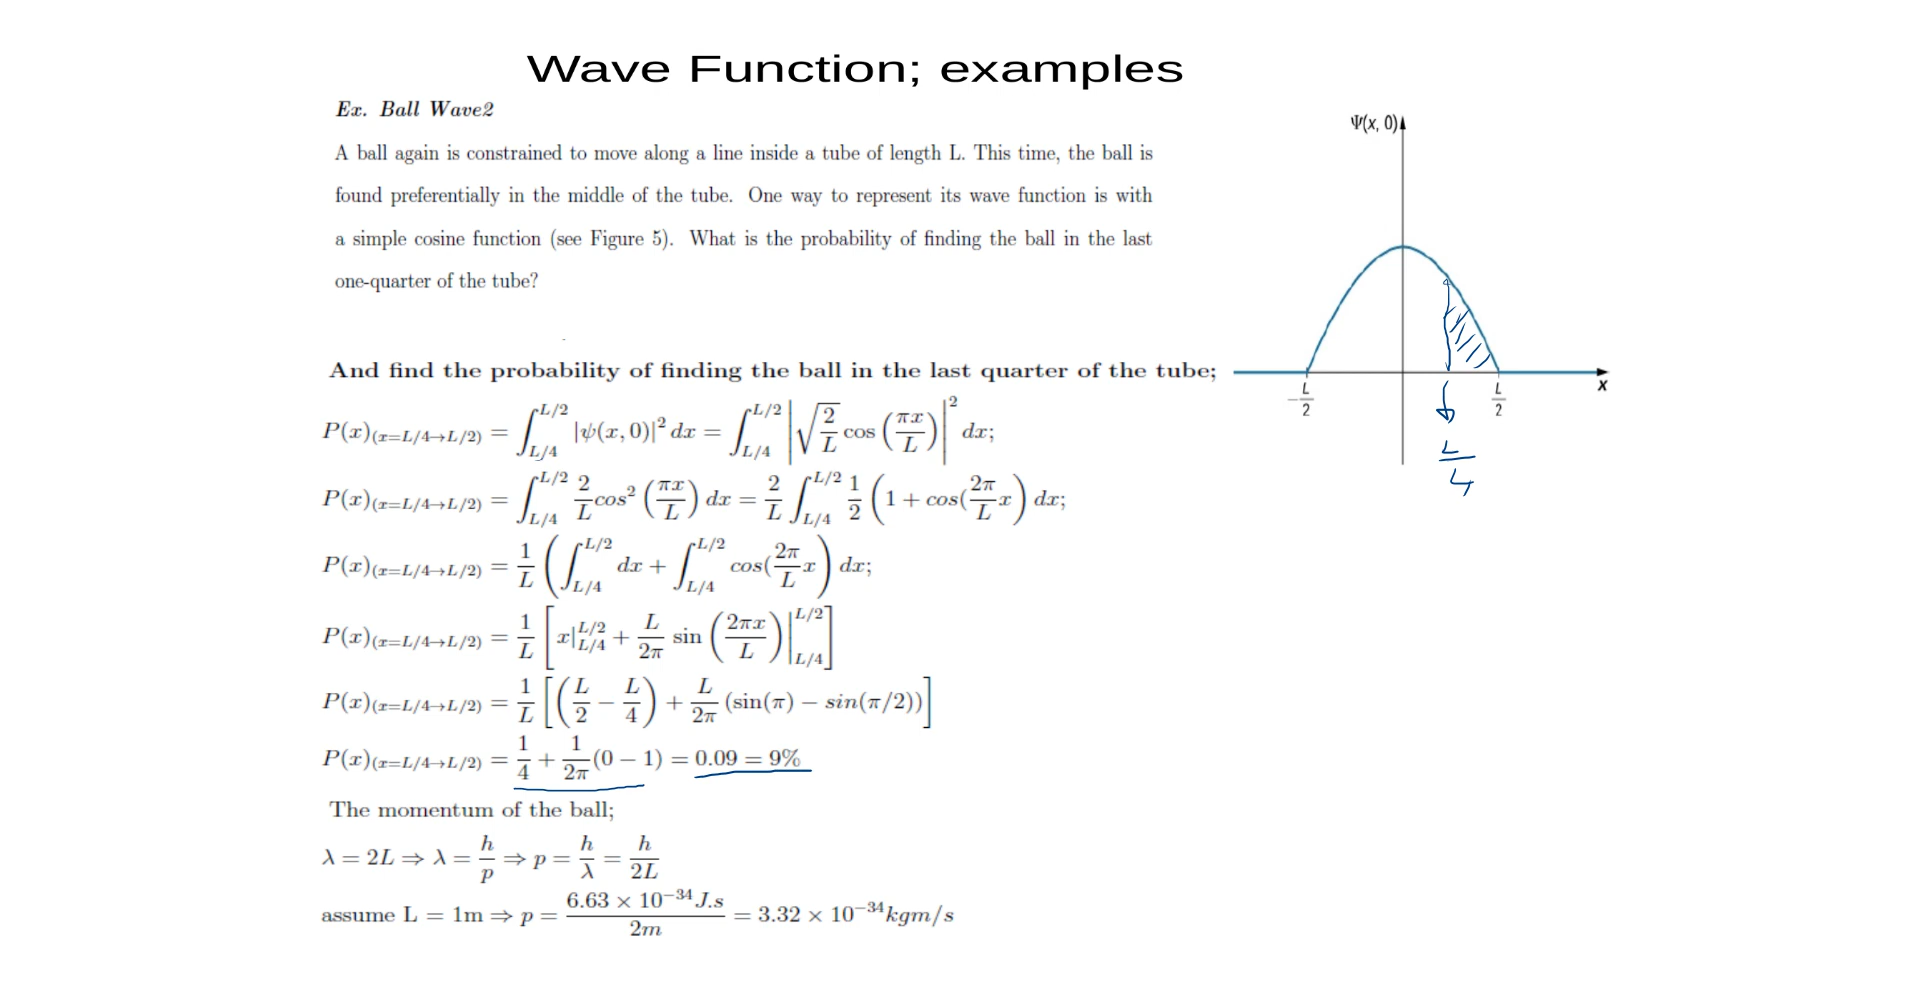 Wave Function; examples
Ex. Ball Wave2
A ball again is constrained to move along a line inside a tube of length L. This time, the ball is
found preferentially in the middle of the tube. One way to represent its wave function is with
a simple cosine function (see Figure 5). What is the probability of finding the ball in the last
one-quarter of the tube?
Ψ(x, 0)
-L/2
L/2
x
L/4
And find the probability of finding the ball in the last quarter of the tube;
P(x)_(x=L/4→L/2) = ∫_{L/4}^{L/2} |ψ(x, 0)|² dx = ∫_{L/4}^{L/2} |√(2/L) cos (πx/L)|² dx;
P(x)_(x=L/4→L/2) = ∫_{L/4}^{L/2} 2/L cos² (πx/L) dx = 2/L ∫_{L/4}^{L/2} 1/2 (1 + cos(2π/L x) dx;
P(x)_(x=L/4→L/2) = 1/L (∫_{L/4}^{L/2} dx + ∫_{L/4}^{L/2} cos(2π/L x) dx;
P(x)_(x=L/4→L/2) = 1/L [x|_{L/4}^{L/2} + L/2π sin (2πx/L)|_{L/4}^{L/2}]
P(x)_(x=L/4→L/2) = 1/L [(L/2 − L/4) + L/2π (sin(π) − sin(π/2))]
P(x)_(x=L/4→L/2) = 1/4 + 1/2π (0 − 1) = 0.09 = 9%
The momentum of the ball;
λ = 2L ⇒ λ = h/p ⇒ p = h/λ = h/2L
assume L = 1m ⇒ p = 6.63 × 10⁻³⁴ J.s/2m = 3.32 × 10⁻³⁴ kgm/s